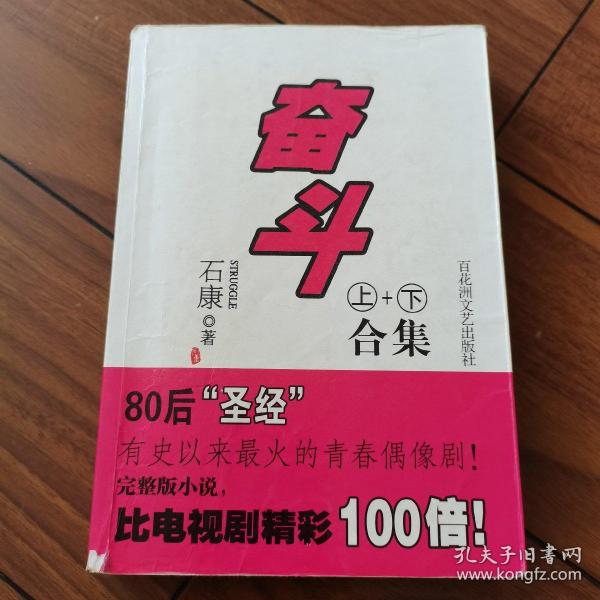 奋斗
STRUGGLE
石康◎著
上+下
合集
百花洲文艺出版社
80后“圣经”
有史以来最火的青春偶像剧!
完整版小说,
比电视剧精彩100倍!
孔夫子旧书网
www.kongfz.com